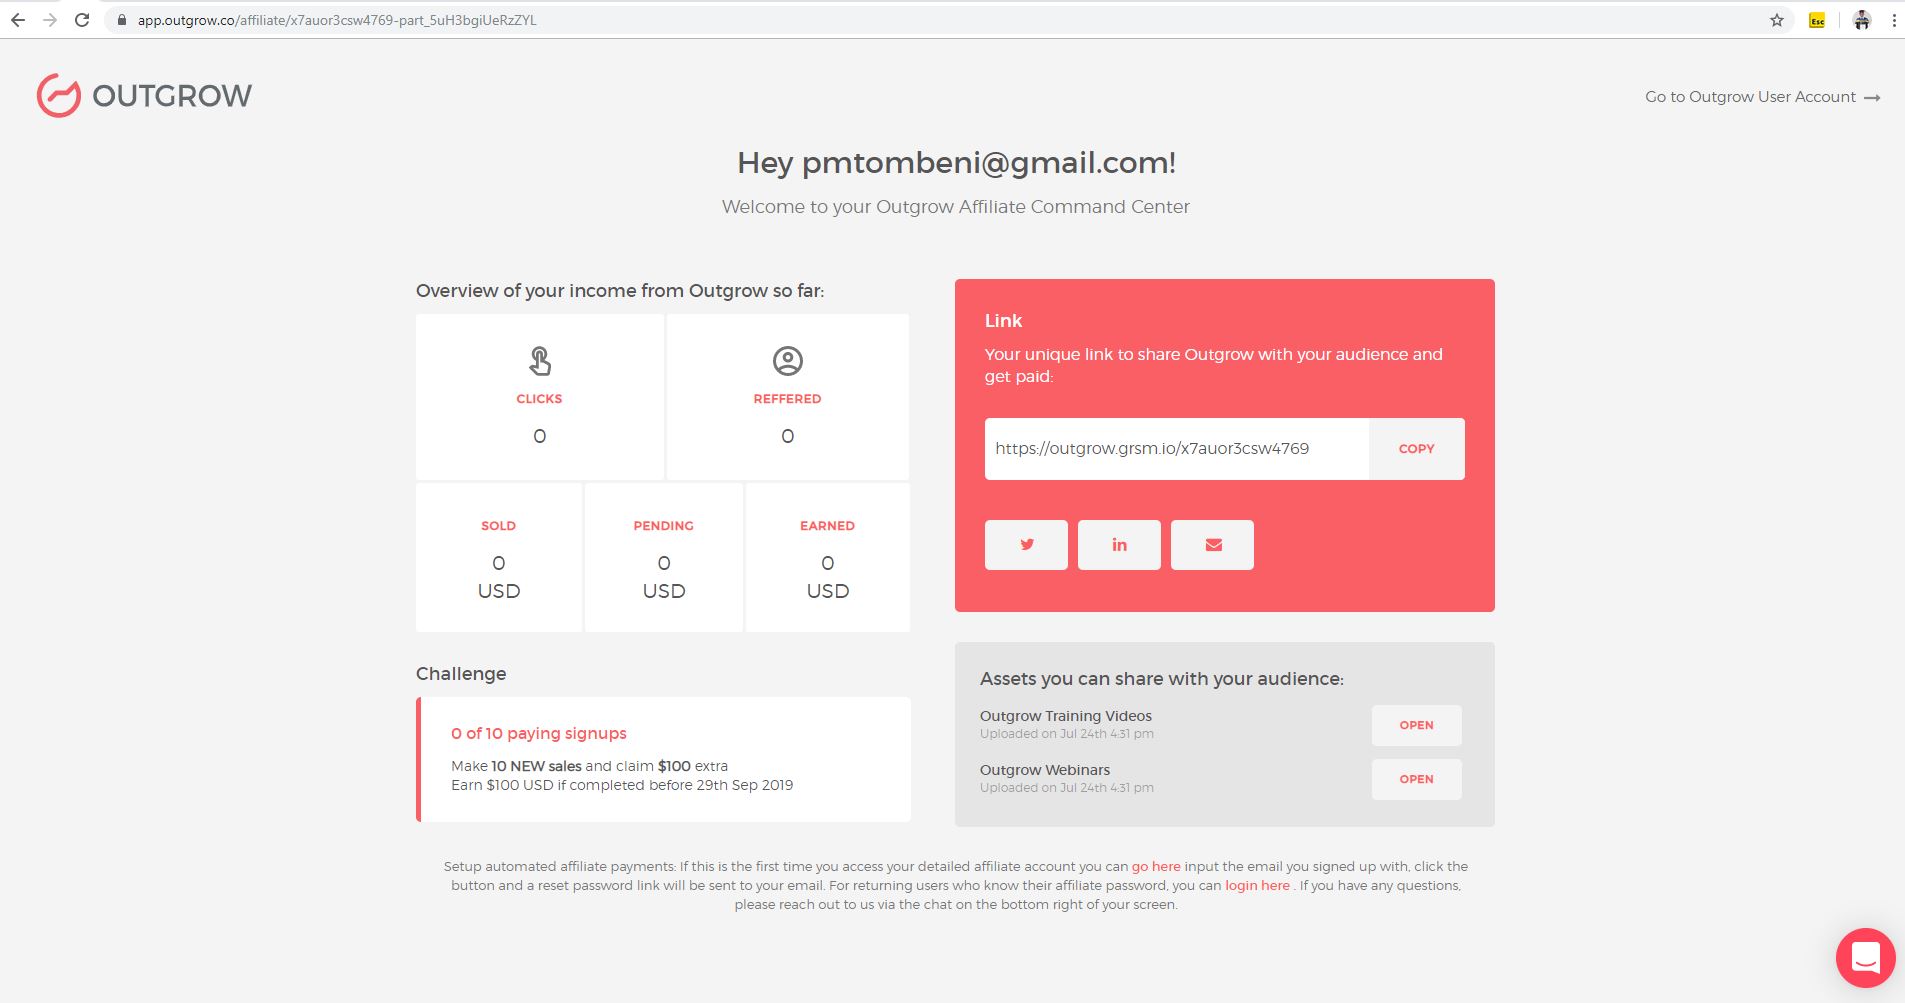 app.outgrow.co/affiliate/x7auor3csw4769-part_5uH3bgiUeRzZYL
Esc
OUTGROW
Go to Outgrow User Account →
Hey pmtombeni@gmail.com!
Welcome to your Outgrow Affiliate Command Center
Overview of your income from Outgrow so far:
CLICKS
0
REFFERED
0
SOLD
0
USD
PENDING
0
USD
EARNED
0
USD
Challenge
0 of 10 paying signups
Make 10 NEW sales and claim $100 extra
Earn $100 USD if completed before 29th Sep 2019
Link
Your unique link to share Outgrow with your audience and
get paid:
https://outgrow.grsm.io/x7auor3csw4769
COPY
in
Assets you can share with your audience:
Outgrow Training Videos
Uploaded on Jul 24th 4:31 pm
OPEN
Outgrow Webinars
Uploaded on Jul 24th 4:31 pm
OPEN
Setup automated affiliate payments: If this is the first time you access your detailed affiliate account you can go here input the email you signed up with, click the
button and a reset password link will be sent to your email. For returning users who know their affiliate password, you can login here . If you have any questions,
please reach out to us via the chat on the bottom right of your screen.